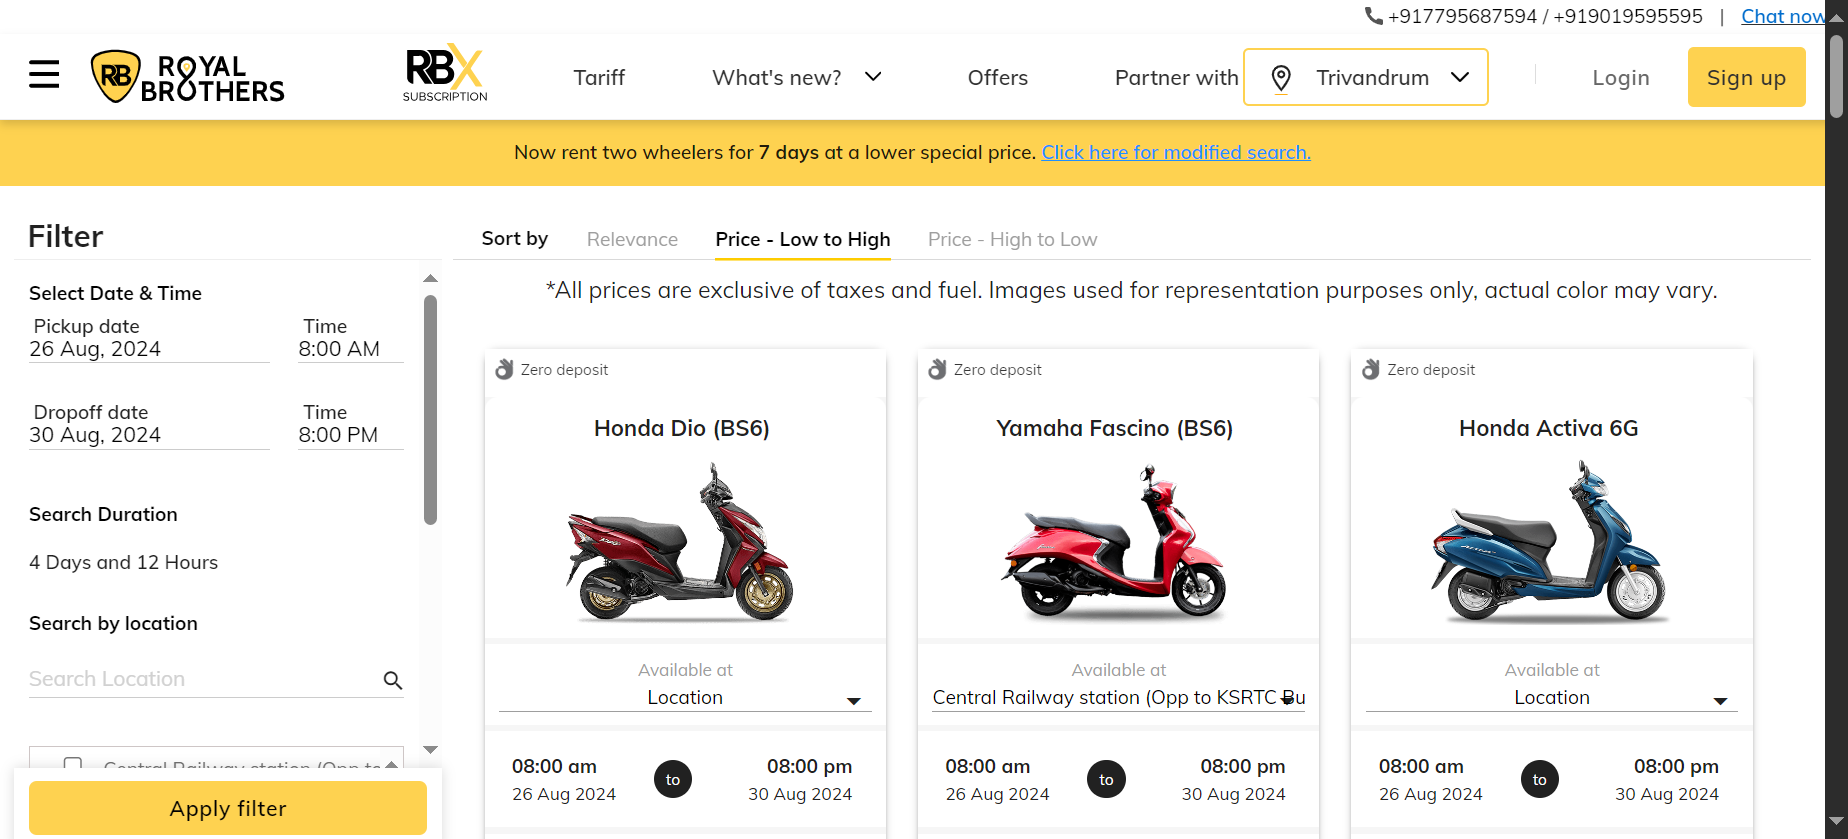 +917795687594 / +919019595595 | Chat now
RB ROYAL BROTHERS
RBX SUBSCRIPTION
Tariff
What's new?
Offers
Partner with
Trivandrum
Login
Sign up
Now rent two wheelers for 7 days at a lower special price. Click here for modified search.
Filter
Select Date & Time
Pickup date
Time
26 Aug, 2024
8:00 AM
Dropoff date
Time
30 Aug, 2024
8:00 PM
Search Duration
4 Days and 12 Hours
Search by location
Search Location
Central Railway station (Opp to
Apply filter
Sort by
Relevance
Price - Low to High
Price - High to Low
*All prices are exclusive of taxes and fuel. Images used for representation purposes only, actual color may vary.
Zero deposit
Honda Dio (BS6)
Available at
Location
08:00 am
to
08:00 pm
26 Aug 2024
30 Aug 2024
Zero deposit
Yamaha Fascino (BS6)
Available at
Central Railway station (Opp to KSRTC Bu
08:00 am
to
08:00 pm
26 Aug 2024
30 Aug 2024
Zero deposit
Honda Activa 6G
Available at
Location
08:00 am
to
08:00 pm
26 Aug 2024
30 Aug 2024